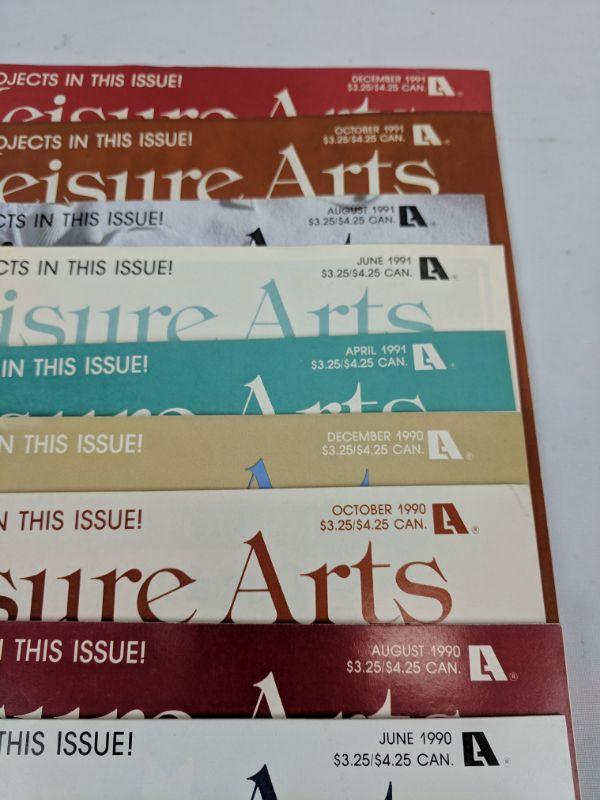 OJECTS IN THIS ISSUE!
DECEMBER 1991
$3.25/$4.25 CAN.
eisure Arts
OJECTS IN THIS ISSUE!
OCTOBER 1991
$3.25/$4.25 CAN.
eisure Arts
CTS IN THIS ISSUE!
AUGUST 1991
$3.25/$4.25 CAN.
CTS IN THIS ISSUE!
JUNE 1991
$3.25/$4.25 CAN.
isure Arts
IN THIS ISSUE!
APRIL 1991
$3.25/$4.25 CAN.
sure Arts
N THIS ISSUE!
DECEMBER 1990
$3.25/$4.25 CAN.
N THIS ISSUE!
OCTOBER 1990
$3.25/$4.25 CAN.
sure Arts
N THIS ISSUE!
AUGUST 1990
$3.25/$4.25 CAN.
THIS ISSUE!
JUNE 1990
$3.25/$4.25 CAN.